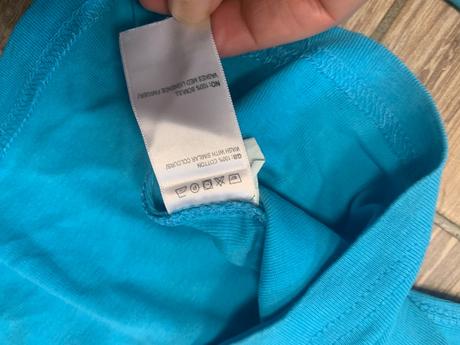 GB: 100% COTTON
WASH WITH SIMILAR COLOURS/
NO: 100% BOMULL
VASKES MED LIGNENDE FARGER/